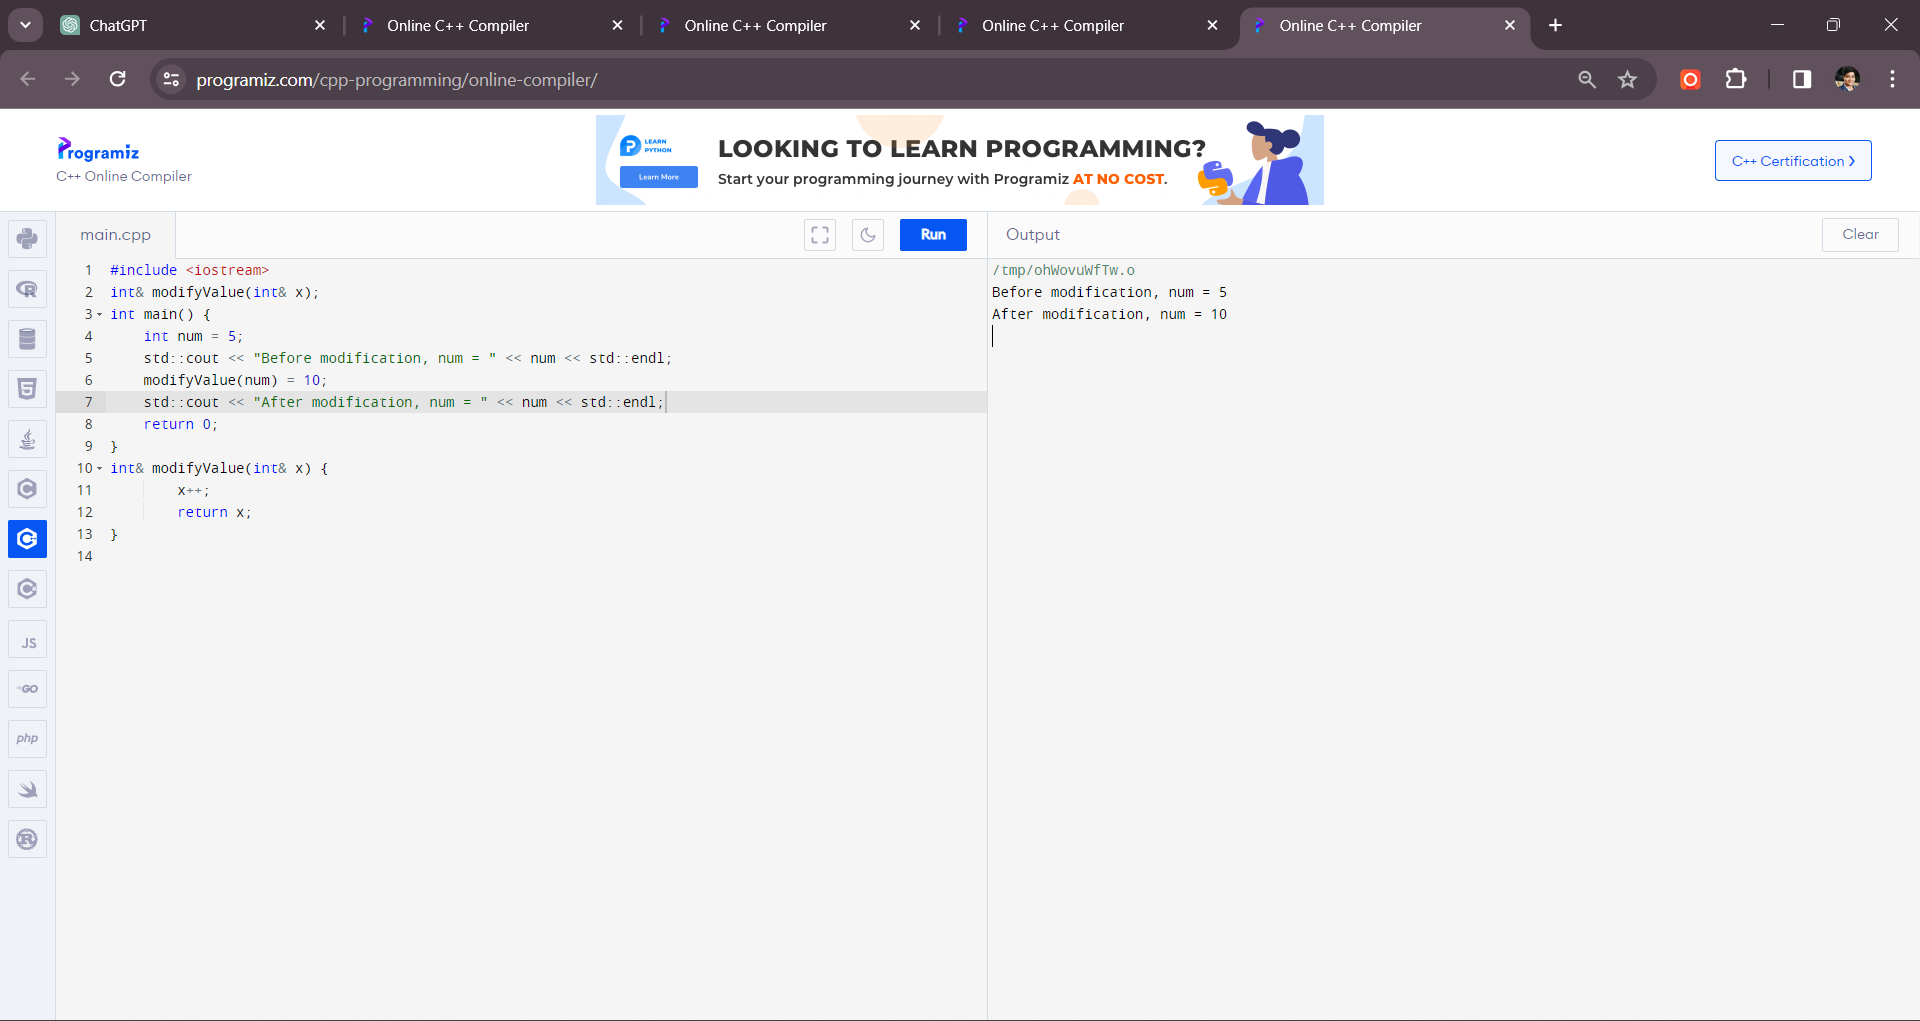 ChatGPT
Online C++ Compiler
Online C++ Compiler
Online C++ Compiler
Online C++ Compiler
programiz.com/cpp-programming/online-compiler/
Programiz
C++ Online Compiler
LEARN
PYTHON
Learn More
LOOKING TO LEARN PROGRAMMING?
Start your programming journey with Programiz AT NO COST.
C++ Certification
main.cpp
Run
Output
Clear
1 #include <iostream>
2 int& modifyValue(int& x);
3 int main() {
4 int num = 5;
5 std::cout << "Before modification, num = " << num << std::endl;
6 modifyValue(num) = 10;
7 std::cout << "After modification, num = " << num << std::endl;
8 return 0;
9 }
10 int& modifyValue(int& x) {
11 x++;
12 return x;
13 }
14
/tmp/ohWovuWfTw.o
Before modification, num = 5
After modification, num = 10
R
5
C
C+
C
JS
GO
php
R